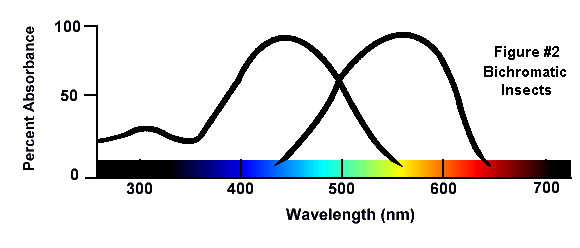 100
50
0
Percent Absorbance
Figure #2
Bichromatic
Insects
300 400 500 600 700
Wavelength (nm)